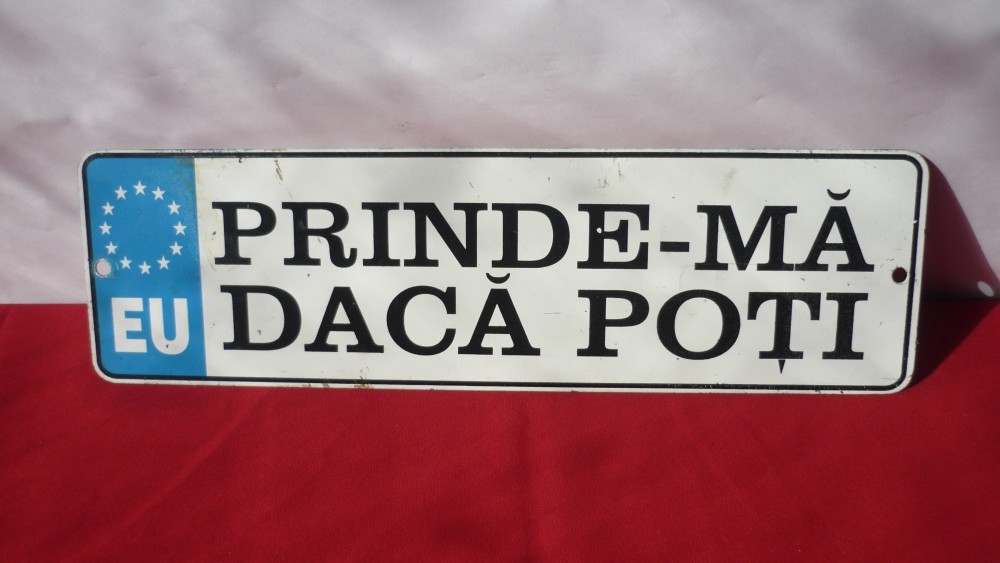 PRINDE-MĂ
DACĂ POȚI
EU